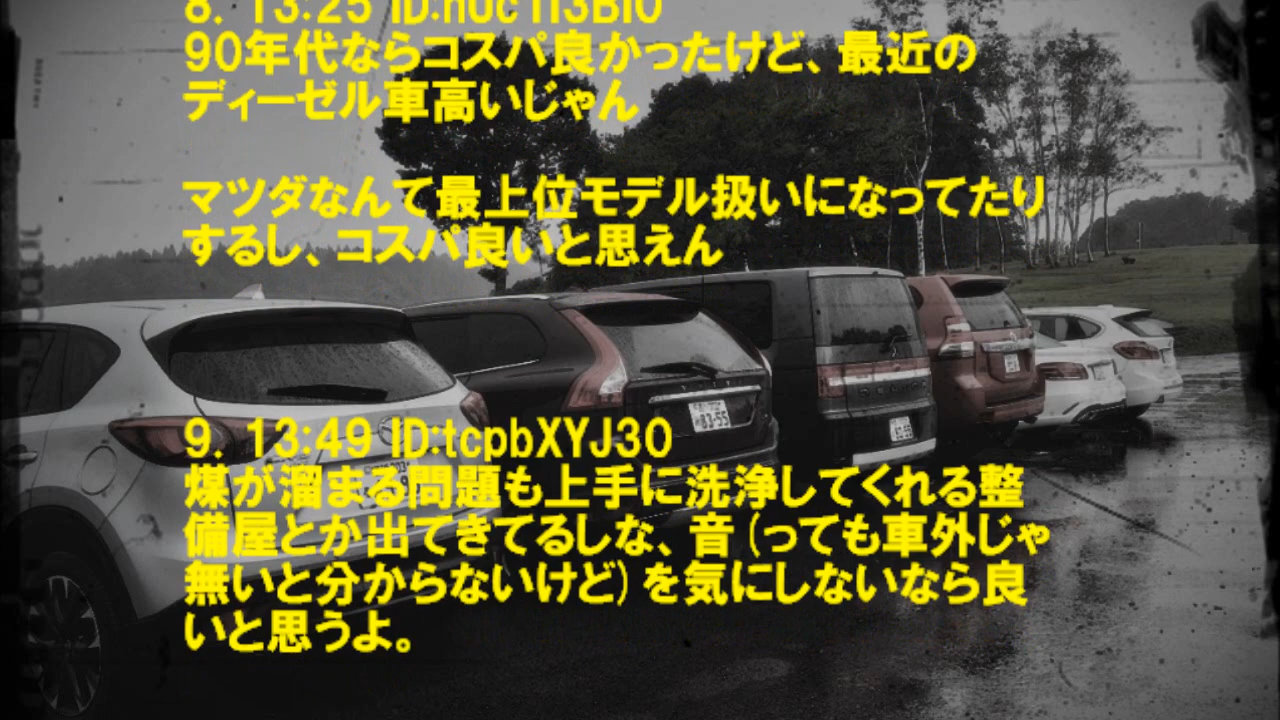 90年代ならコスパ良かったけど、最近の
ディーゼル車高いじゃん
マツダなんて最上位モデル扱いになってたり
するし、コスパ良いと思えん
9. 13:49 ID:tcpbXYJ30
煤が溜まる問題も上手に洗浄してくれる整
備屋とか出てきてるしな、音(っても車外じゃ
無いと分からないけど)を気にしないなら良
いと思うよ。
83-55